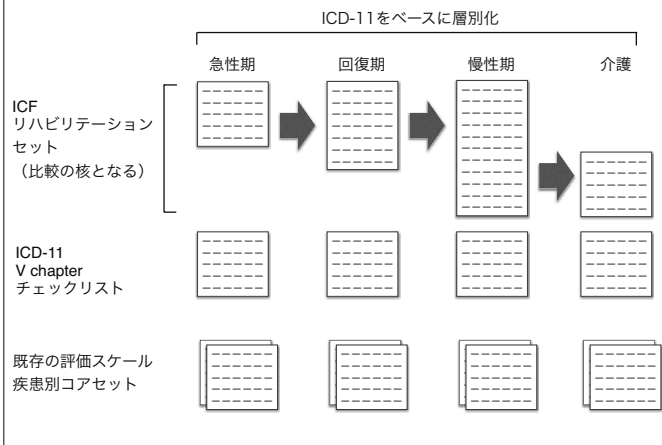 ICD-11をベースに層別化
急性期 回復期 慢性期 介護
ICF
リハビリテーション
セット
（比較の核となる）
ICD-11
V chapter
チェックリスト
既存の評価スケール
疾患別コアセット